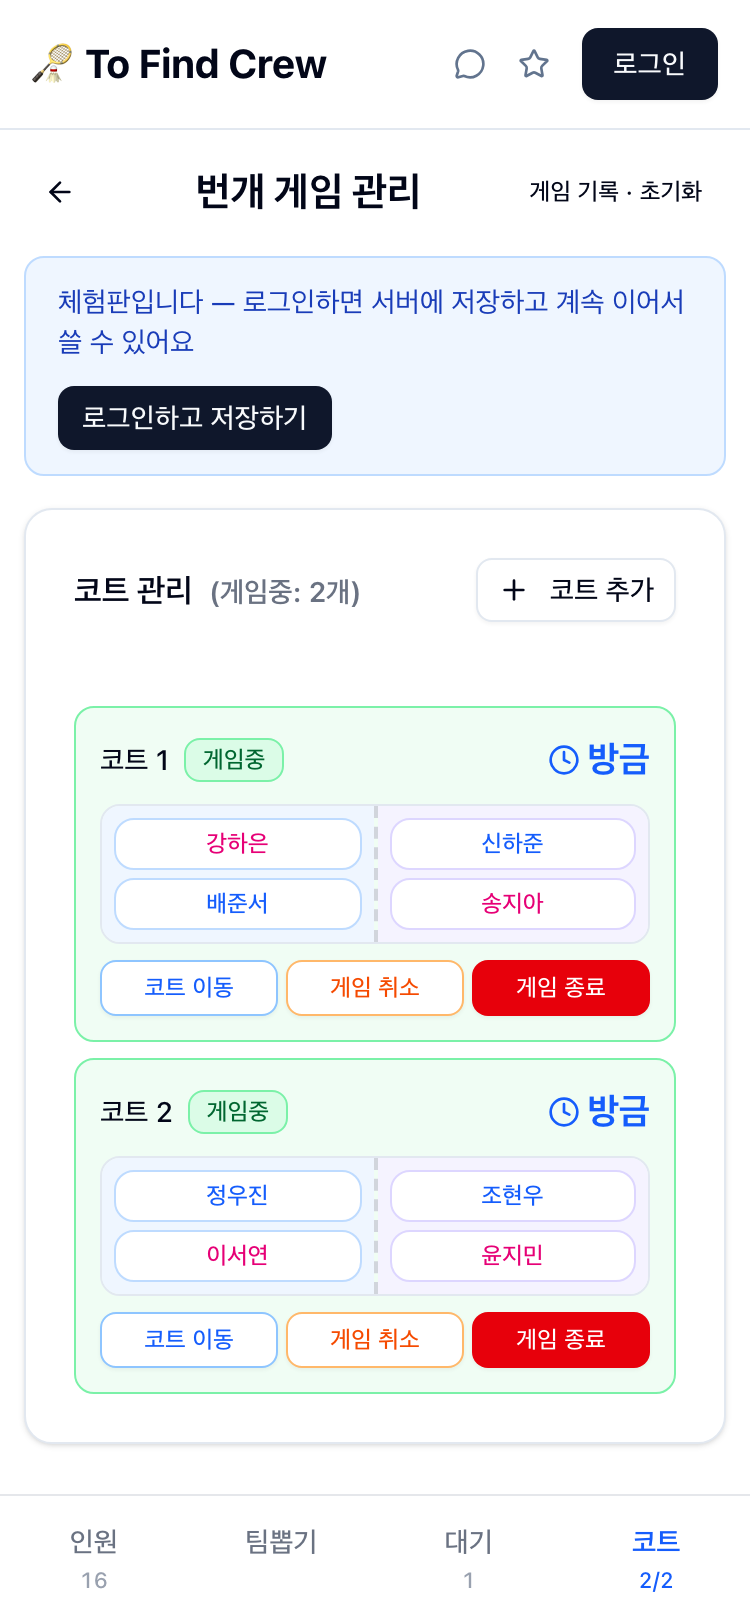 To Find Crew
로그인
번개 게임 관리
게임 기록 · 초기화
체험판입니다 — 로그인하면 서버에 저장하고 계속 이어서
쓸 수 있어요
로그인하고 저장하기
코트 관리 (게임중: 2개)
+ 코트 추가
코트 1 게임중 방금
강하은 신하준
배준서 송지아
코트 이동 게임 취소 게임 종료
코트 2 게임중 방금
정우진 조현우
이서연 윤지민
코트 이동 게임 취소 게임 종료
인원 팀뽑기 대기 코트
16 1 2/2